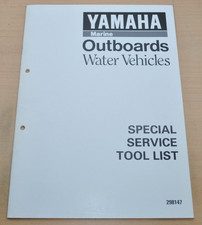 YAMAHA
Marine
Outboards
Water Vehicles
SPECIAL
SERVICE
TOOL LIST
298147